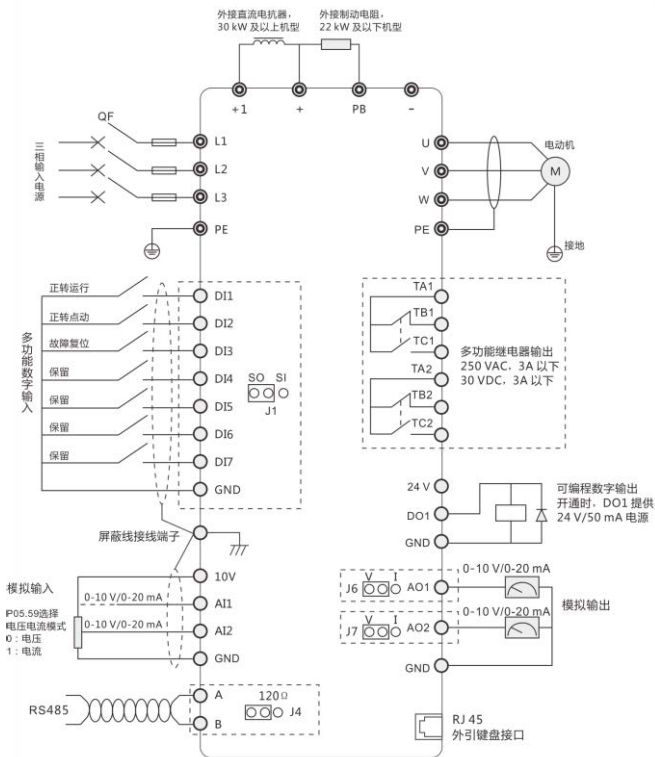 外接直流电抗器，
30 kW 及以上机型
外接制动电阻，
22 kW 及以下机型
+1
+
PB
-
QF
三相输入电源
L1
L2
L3
PE
U
V
W
PE
电动机
M
接地
多功能数字输入
正转运行
正转点动
故障复位
保留
保留
保留
保留
DI1
DI2
DI3
DI4
DI5
DI6
DI7
GND
SO SI
J1
TA1
TB1
TC1
TA2
TB2
TC2
多功能继电器输出
250 VAC，3A 以下
30 VDC，3A 以下
24 V
DO1
GND
可编程数字输出
开通时，DO1 提供
24 V/50 mA 电源
屏蔽线接线端子
模拟输入
P05.59选择
电压电流模式
0：电压
1：电流
0-10 V/0-20 mA
0-10 V/0-20 mA
10V
AI1
AI2
GND
V I
J6
AO1
0-10 V/0-20 mA
V I
J7
AO2
0-10 V/0-20 mA
模拟输出
GND
RS485
A
B
120Ω
J4
RJ 45
外引键盘接口